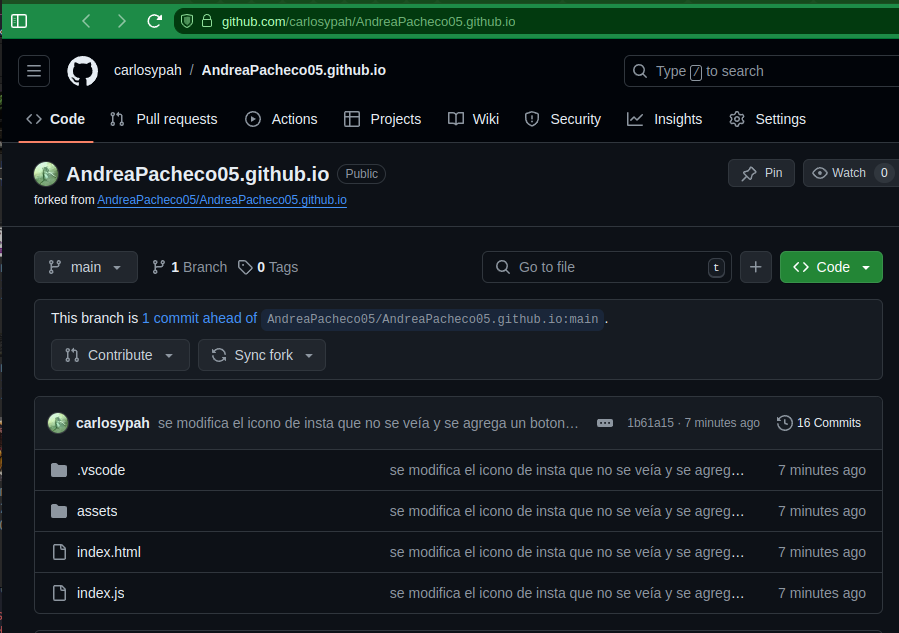 github.com/carlosypah/AndreaPacheco05.github.io
carlosypah / AndreaPacheco05.github.io
Type / to search
Code Pull requests Actions Projects Wiki Security Insights Settings
AndreaPacheco05.github.io Public
Pin Watch 0
forked from AndreaPacheco05/AndreaPacheco05.github.io
main 1 Branch 0 Tags Go to file t + Code
This branch is 1 commit ahead of AndreaPacheco05/AndreaPacheco05.github.io:main .
Contribute Sync fork
carlosypah se modifica el icono de insta que no se veía y se agrega un boton… 1b61a15 · 7 minutes ago 16 Commits
.vscode se modifica el icono de insta que no se veía y se agreg… 7 minutes ago
assets se modifica el icono de insta que no se veía y se agreg… 7 minutes ago
index.html se modifica el icono de insta que no se veía y se agreg… 7 minutes ago
index.js se modifica el icono de insta que no se veía y se agreg… 7 minutes ago